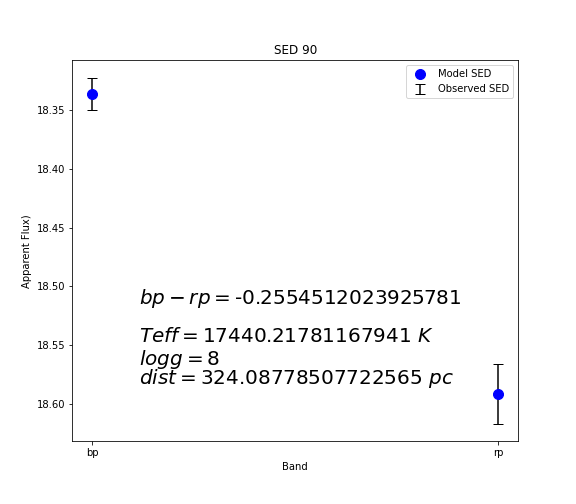 SED 90
Model SED
Observed SED
18.35
18.40
18.45
18.50
18.55
18.60
Apparent Flux)
bp − rp = -0.2554512023925781
Teff = 17440.21781167941 K
logg = 8
dist = 324.08778507722565 pc
bp
rp
Band